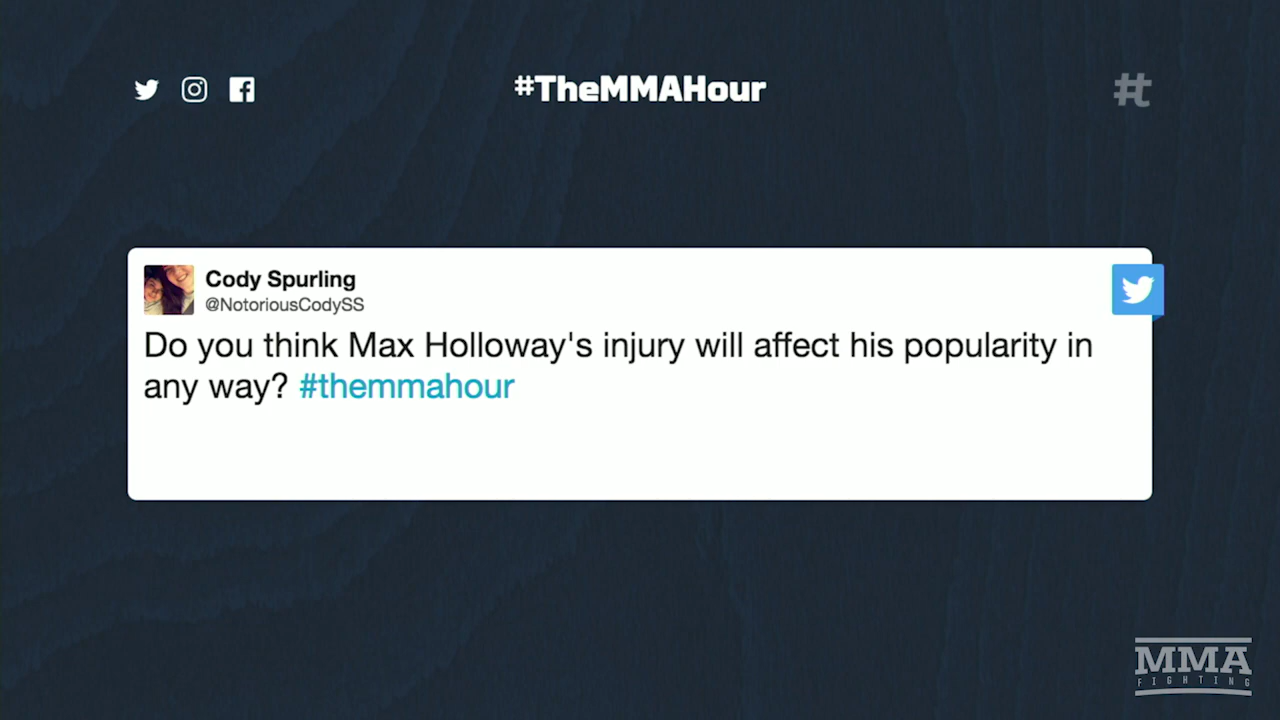 #TheMMAHour
Cody Spurling
@NotoriousCodySS
Do you think Max Holloway's injury will affect his popularity in
any way? #themmahour
MMA
FIGHTING